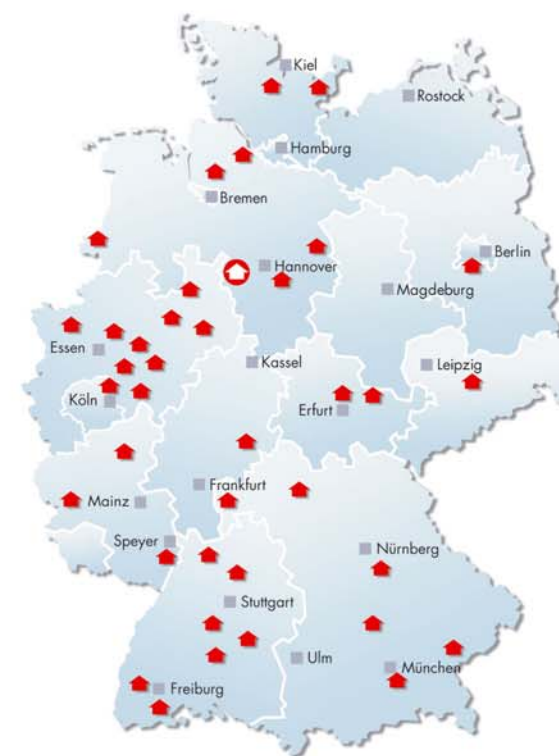 Kiel
Rostock
Hamburg
Bremen
Berlin
Hannover
Magdeburg
Essen
Kassel
Leipzig
Köln
Erfurt
Frankfurt
Mainz
Speyer
Nürnberg
Stuttgart
Ulm
München
Freiburg